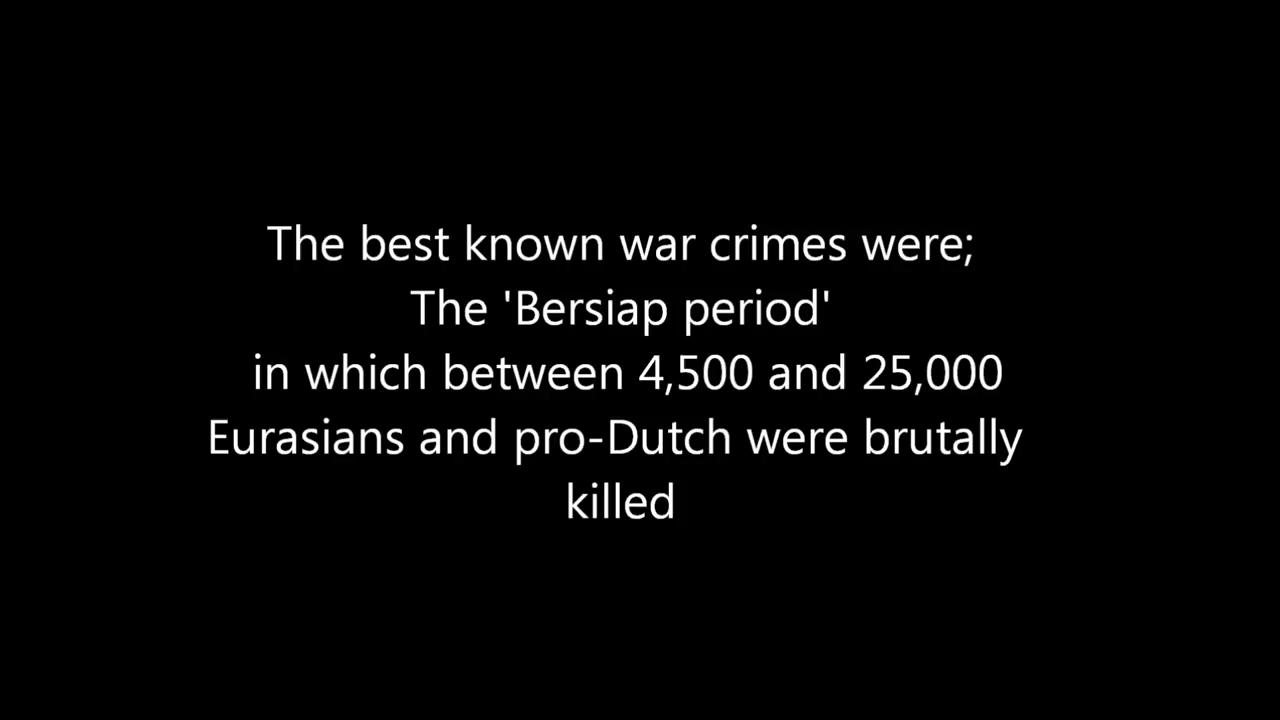 The best known war crimes were;
The 'Bersiap period'
in which between 4,500 and 25,000
Eurasians and pro-Dutch were brutally
killed